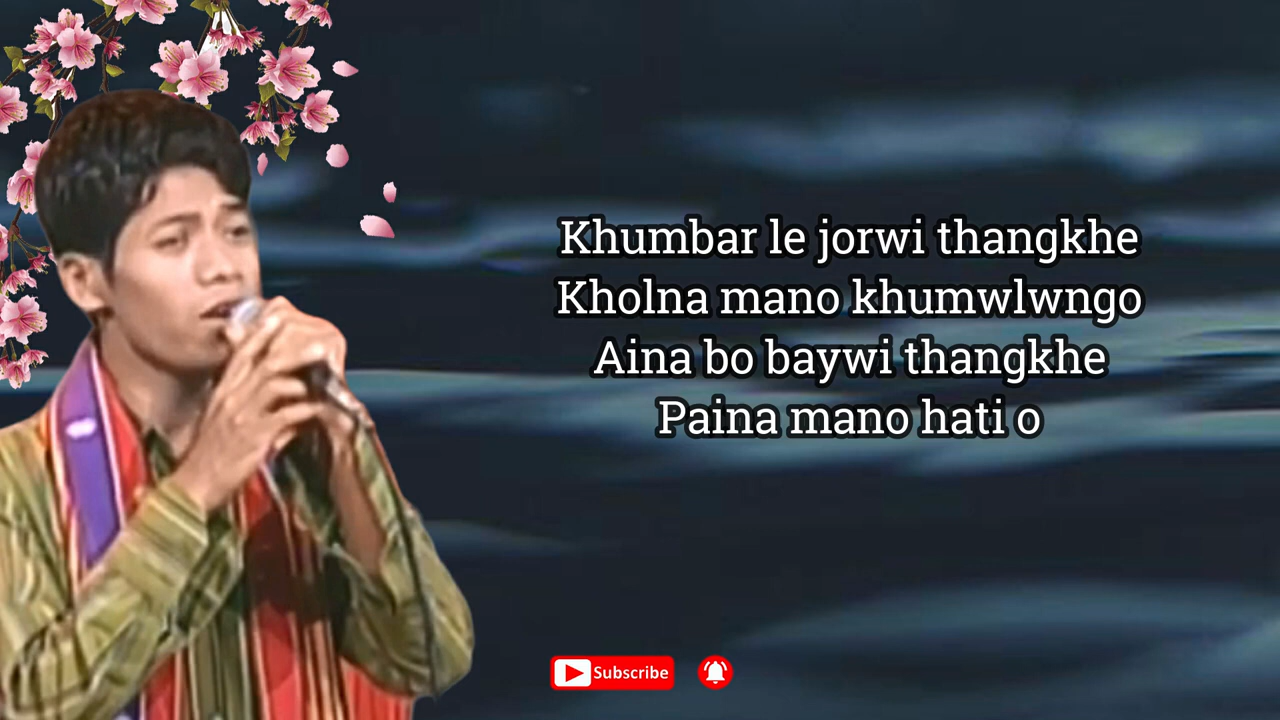 Khumbar le jorwi thangkhe
Kholna mano khumwlwngo
Aina bo baywi thangkhe
Paina mano hati o
Subscribe